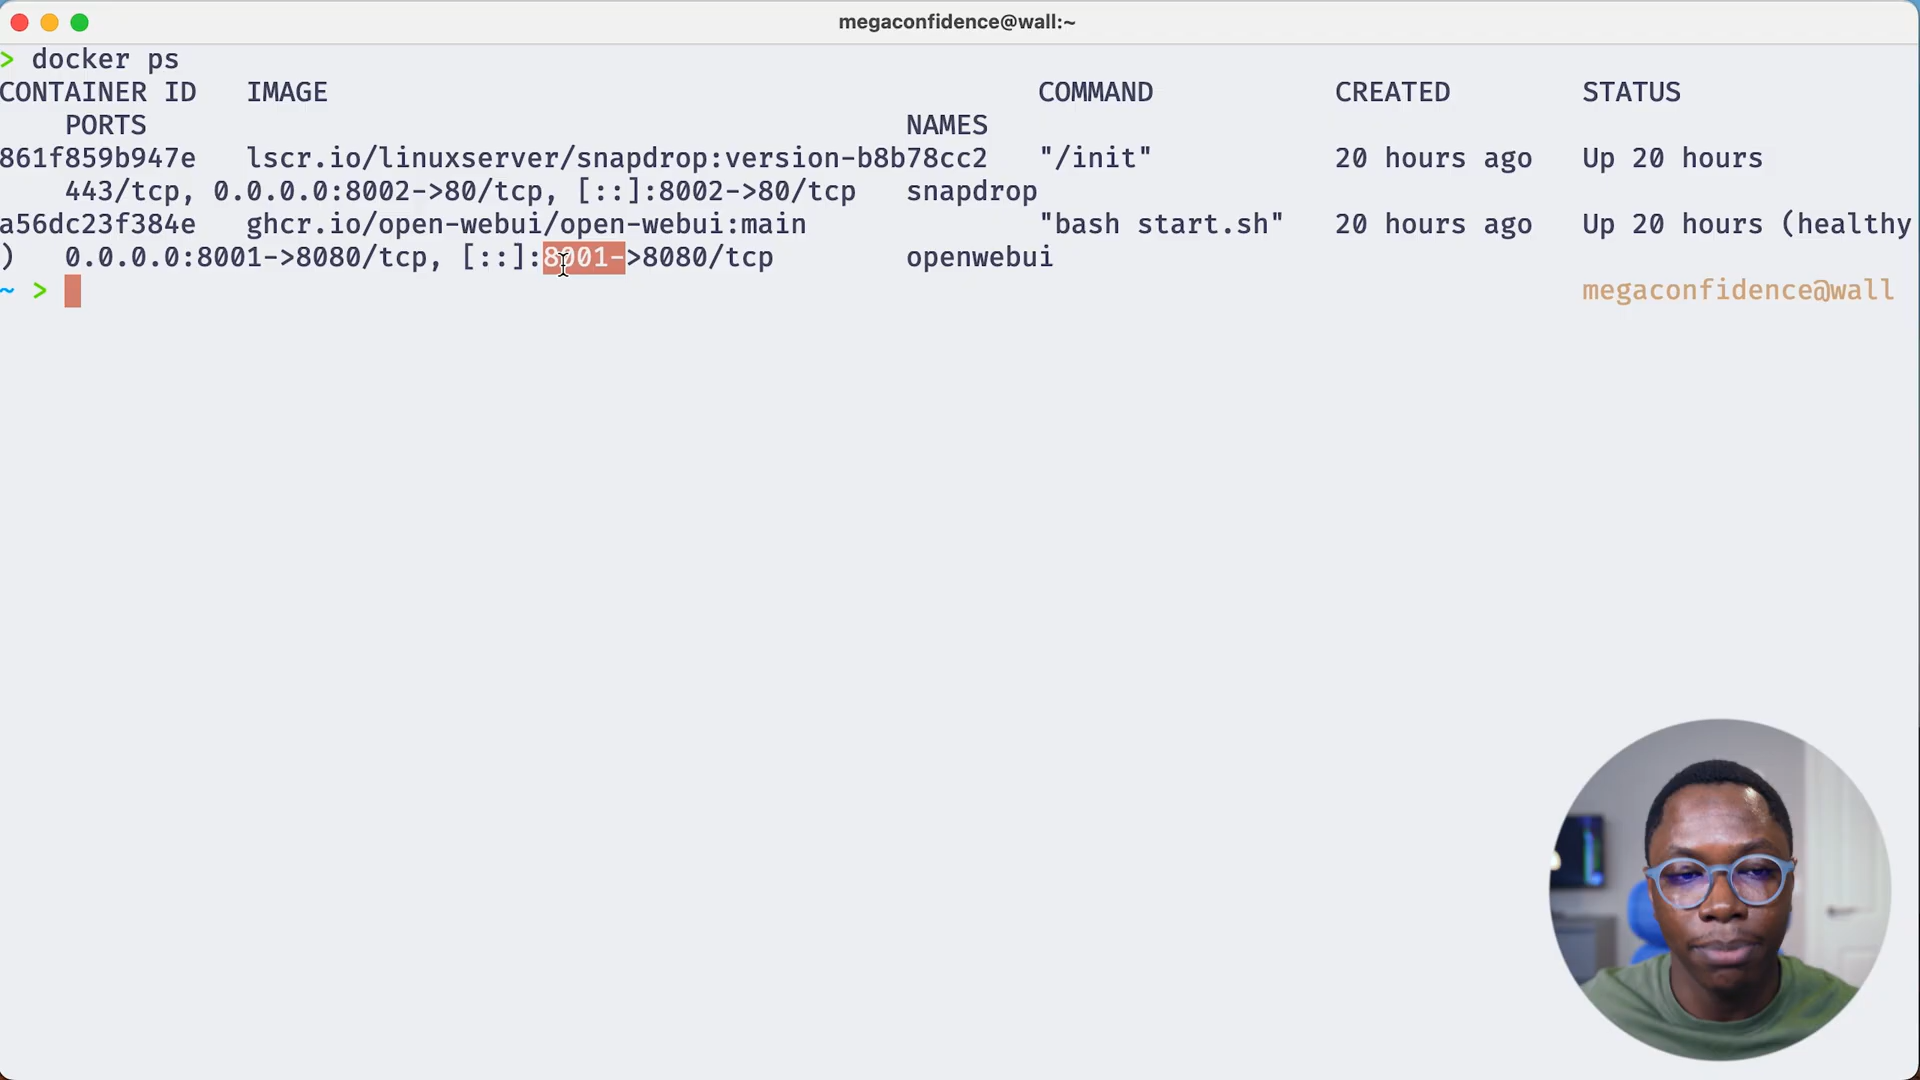 megaconfidence@wall:~
> docker ps
CONTAINER ID   IMAGE                                           COMMAND           CREATED        STATUS
    PORTS                                              NAMES
861f859b947e   lscr.io/linuxserver/snapdrop:version-b8b78cc2   "/init"           20 hours ago   Up 20 hours
    443/tcp, 0.0.0.0:8002->80/tcp, [::]:8002->80/tcp   snapdrop
a56dc23f384e   ghcr.io/open-webui/open-webui:main              "bash start.sh"   20 hours ago   Up 20 hours (healthy
)   0.0.0.0:8001->8080/tcp, [::]:8001->8080/tcp        openwebui
~ > megaconfidence@wall